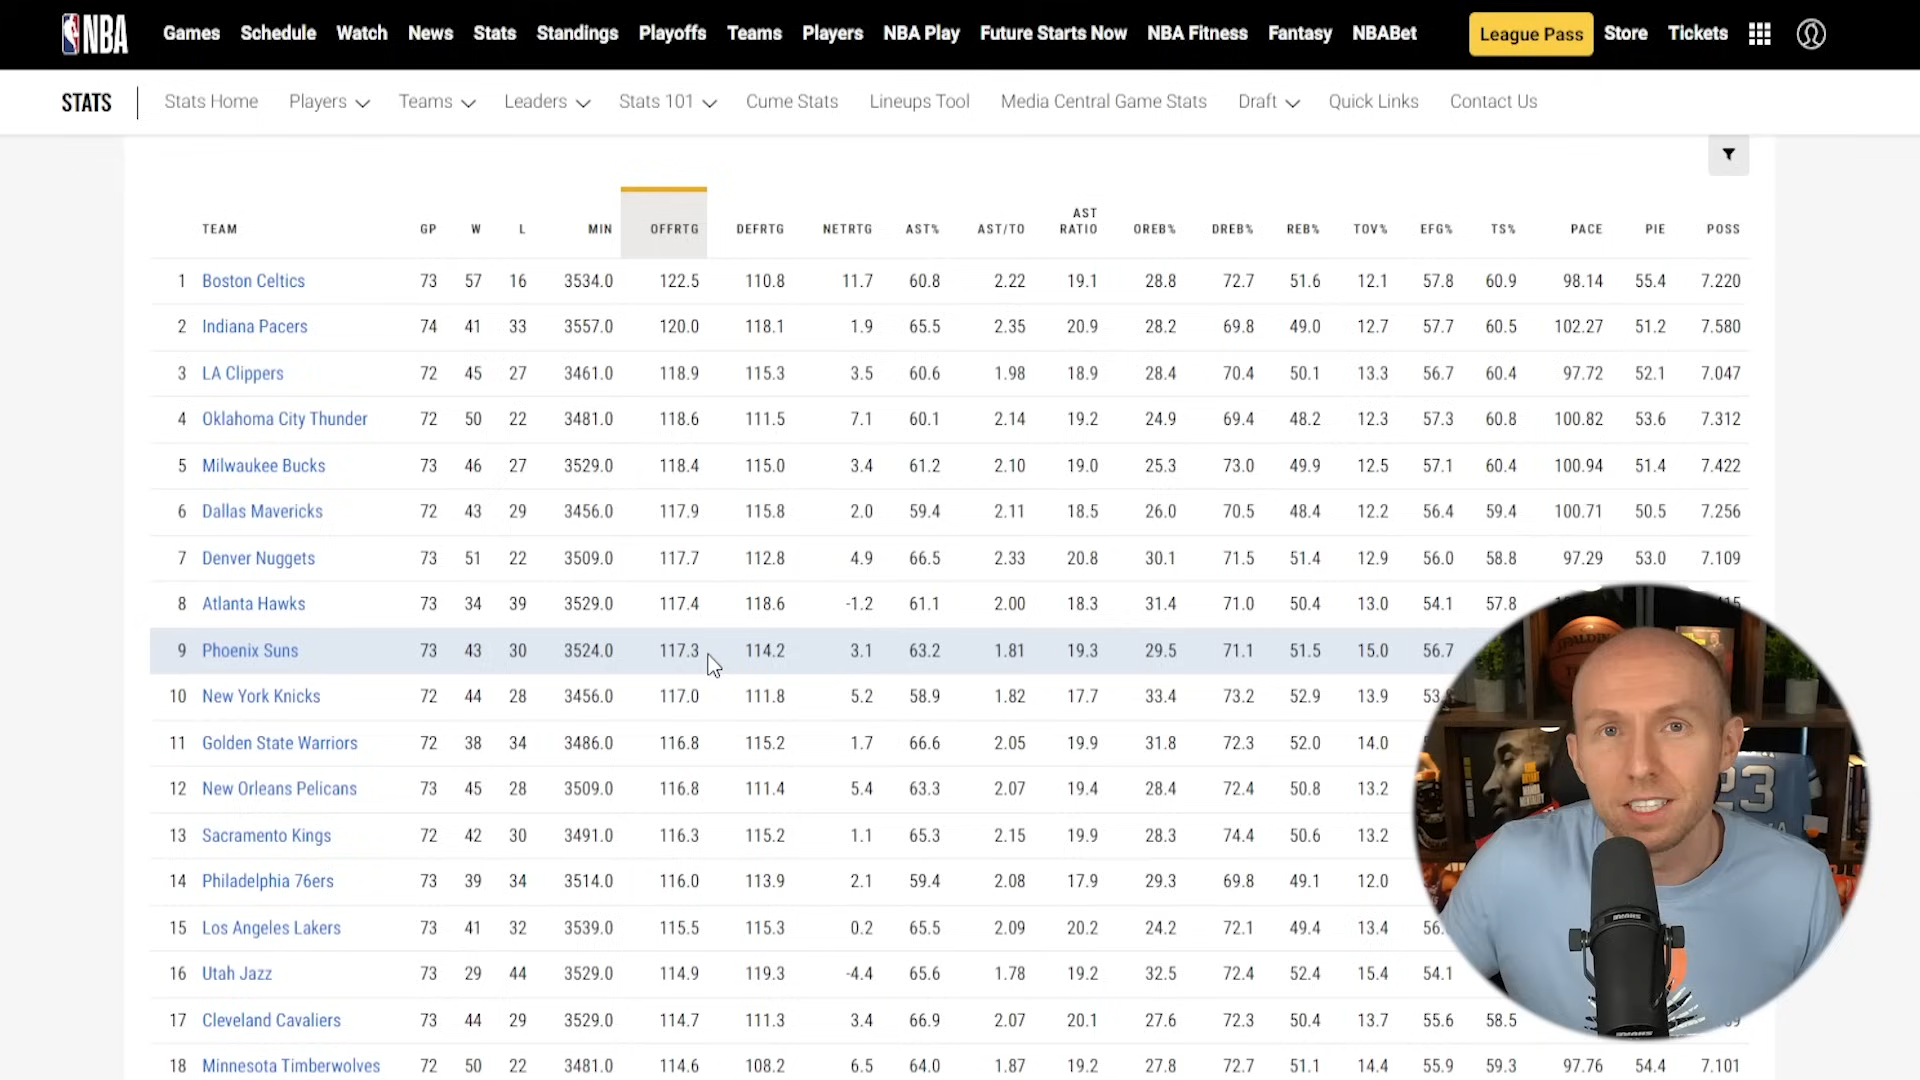 NBA Games Schedule Watch News Stats Standings Playoffs Teams Players NBA Play Future Starts Now NBA Fitness Fantasy NBABet League Pass Store Tickets
STATS Stats Home Players Teams Leaders Stats 101 Cume Stats Lineups Tool Media Central Game Stats Draft Quick Links Contact Us
TEAM GP W L MIN OFFRTG DEFRTG NETRTG AST% AST/TO AST RATIO OREB% DREB% REB% TOV% EFG% TS% PACE PIE POSS
1 Boston Celtics 73 57 16 3534.0 122.5 110.8 11.7 60.8 2.22 19.1 28.8 72.7 51.6 12.1 57.8 60.9 98.14 55.4 7.220
2 Indiana Pacers 74 41 33 3557.0 120.0 118.1 1.9 65.5 2.35 20.9 28.2 69.8 49.0 12.7 57.7 60.5 102.27 51.2 7.580
3 LA Clippers 72 45 27 3461.0 118.9 115.3 3.5 60.6 1.98 18.9 28.4 70.4 50.1 13.3 56.7 60.4 97.72 52.1 7.047
4 Oklahoma City Thunder 72 50 22 3481.0 118.6 111.5 7.1 60.1 2.14 19.2 24.9 69.4 48.2 12.3 57.3 60.8 100.82 53.6 7.312
5 Milwaukee Bucks 73 46 27 3529.0 118.4 115.0 3.4 61.2 2.10 19.0 25.3 73.0 49.9 12.5 57.1 60.4 100.94 51.4 7.422
6 Dallas Mavericks 72 43 29 3456.0 117.9 115.8 2.0 59.4 2.11 18.5 26.0 70.5 48.4 12.2 56.4 59.4 100.71 50.5 7.256
7 Denver Nuggets 73 51 22 3509.0 117.7 112.8 4.9 66.5 2.33 20.8 30.1 71.5 51.4 12.9 56.0 58.8 97.29 53.0 7.109
8 Atlanta Hawks 73 34 39 3529.0 117.4 118.6 -1.2 61.1 2.00 18.3 31.4 71.0 50.4 13.0 54.1 57.8
9 Phoenix Suns 73 43 30 3524.0 117.3 114.2 3.1 63.2 1.81 19.3 29.5 71.1 51.5 15.0 56.7
10 New York Knicks 72 44 28 3456.0 117.0 111.8 5.2 58.9 1.82 17.7 33.4 73.2 52.9 13.9
11 Golden State Warriors 72 38 34 3486.0 116.8 115.2 1.7 66.6 2.05 19.9 31.8 72.3 52.0 14.0
12 New Orleans Pelicans 73 45 28 3509.0 116.8 111.4 5.4 63.3 2.07 19.4 28.4 72.4 50.8 13.2
13 Sacramento Kings 72 42 30 3491.0 116.3 115.2 1.1 65.3 2.15 19.9 28.3 74.4 50.6 13.2
14 Philadelphia 76ers 73 39 34 3514.0 116.0 113.9 2.1 59.4 2.08 17.9 29.3 69.8 49.1 12.0
15 Los Angeles Lakers 73 41 32 3539.0 115.5 115.3 0.2 65.5 2.09 20.2 24.2 72.1 49.4 13.4
16 Utah Jazz 73 29 44 3529.0 114.9 119.3 -4.4 65.6 1.78 19.2 32.5 72.4 52.4 15.4 54.1
17 Cleveland Cavaliers 73 44 29 3529.0 114.7 111.3 3.4 66.9 2.07 20.1 27.6 72.3 50.4 13.7 55.6 58.5
18 Minnesota Timberwolves 72 50 22 3481.0 114.6 108.2 6.5 64.0 1.87 19.2 27.8 72.7 51.1 14.4 55.9 59.3 97.76 54.4 7.101
SPALDING
23
SHURE